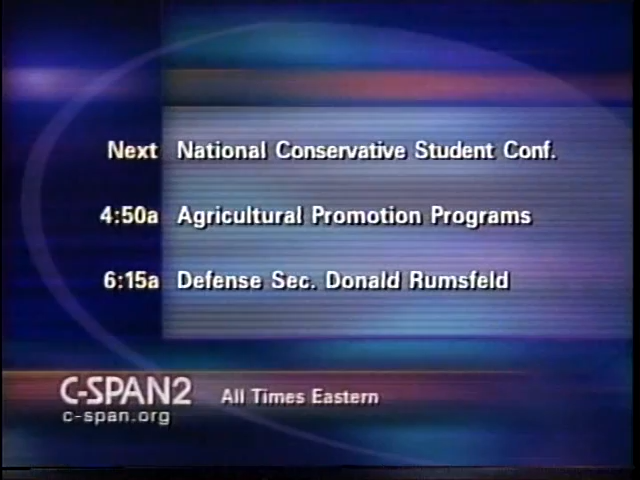 Next National Conservative Student Conf.
4:50a Agricultural Promotion Programs
6:15a Defense Sec. Donald Rumsfeld
C-SPAN2 All Times Eastern
c-span.org